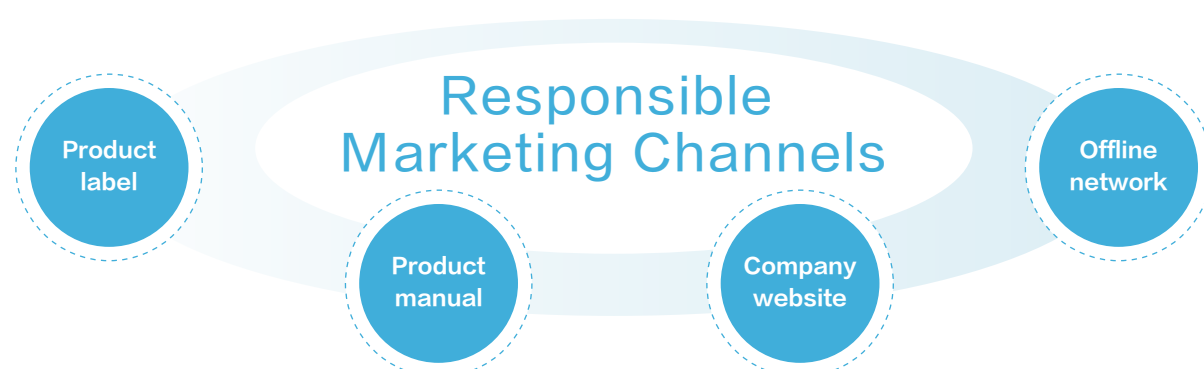 Responsible
Marketing Channels
Product
label
Product
manual
Company
website
Offline
network